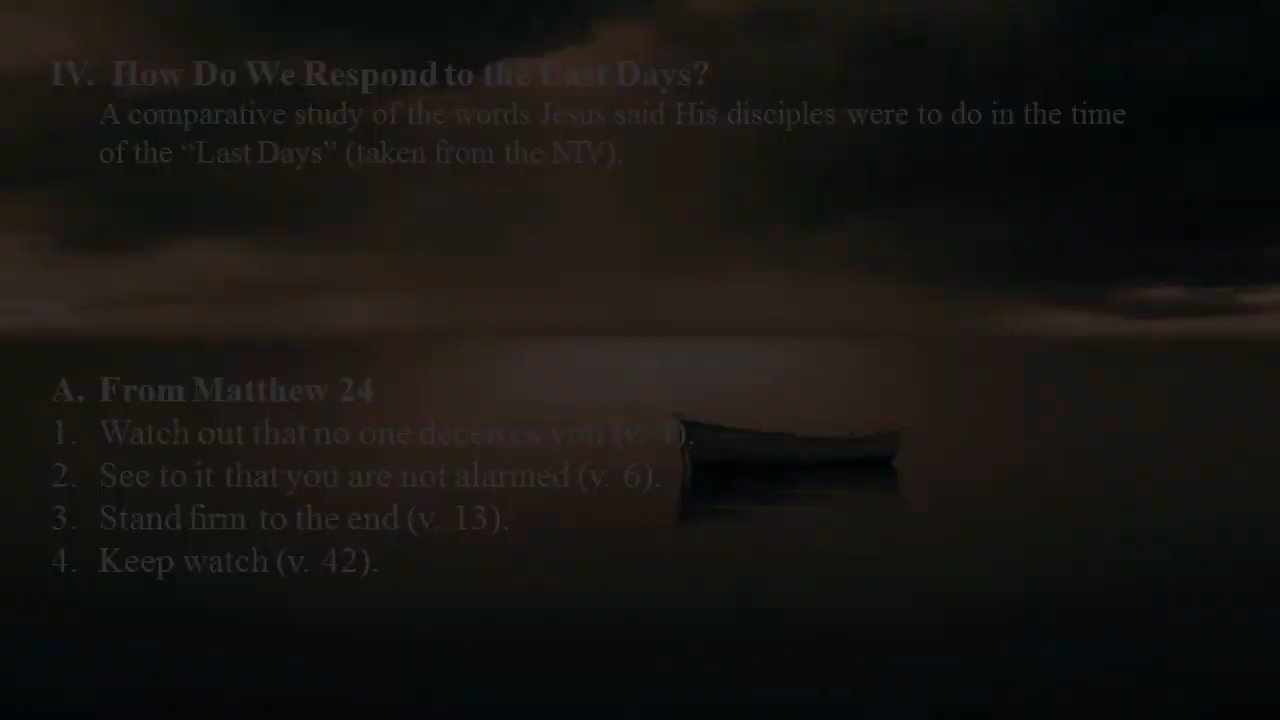 IV. How Do We Respond to the Last Days?
A comparative study of the words Jesus said His disciples were to do in the time
of the “Last Days” (taken from the NIV).
A. From Matthew 24
1. Watch out that no one deceives you (v. 4).
2. See to it that you are not alarmed (v. 6).
3. Stand firm to the end (v. 13).
4. Keep watch (v. 42).